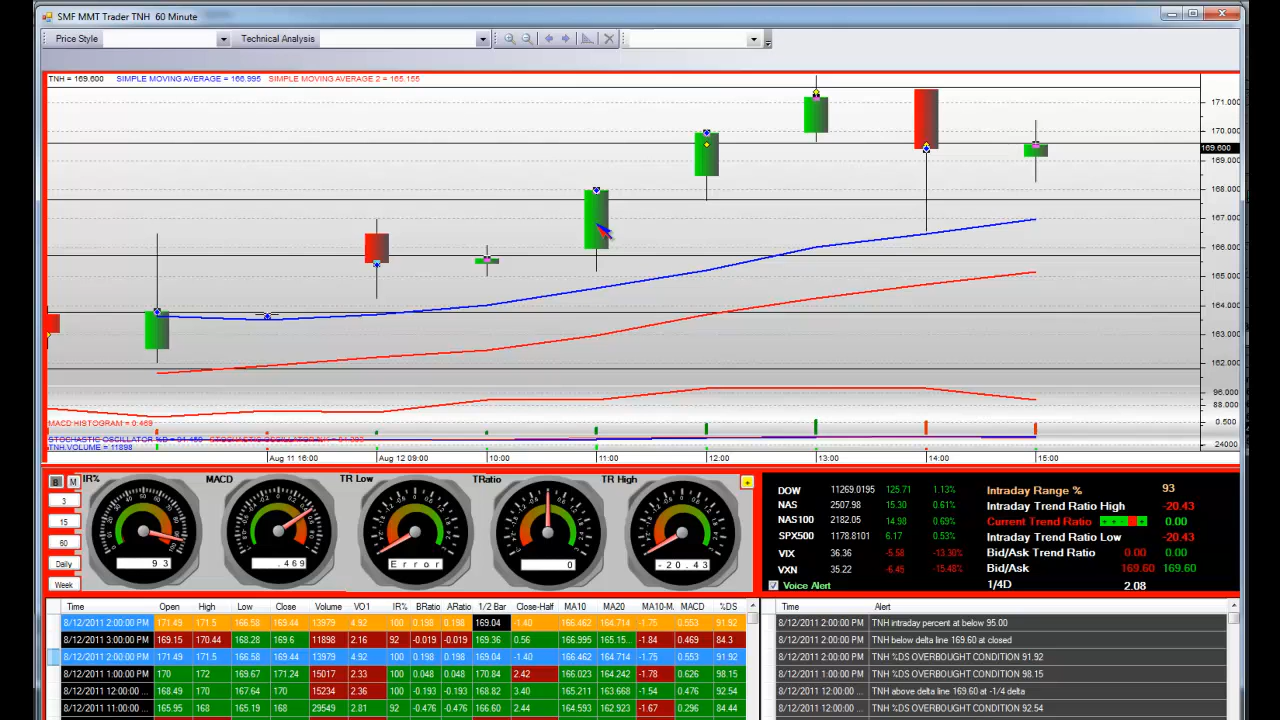 SMF MMT Trader TNH 60 Minute
Price Style Technical Analysis
TNH = 169.600 SIMPLE MOVING AVERAGE = 166.995 SIMPLE MOVING AVERAGE 2 = 165.155
171.000
170.000
169.600
169.000
168.000
167.000
166.000
165.000
164.000
163.000
162.000
96.000
88.000
MACD HISTOGRAM = 0.469
0.500
TNH.VOLUME = 11898
24000
Aug 11 16:00 Aug 12 09:00 10:00 11:00 12:00 13:00 14:00 15:00
B M IR% MACD TR Low TRatio TR High
3
15
60
Daily
Week
93 .469 Error 0 -20.43
DOW 11269.0195 125.71 1.13% Intraday Range % 93
NAS 2507.98 15.30 0.61% Intraday Trend Ratio High -20.43
NAS100 2182.05 14.98 0.69% Current Trend Ratio 0.00
SPX500 1178.8101 6.17 0.53% Intraday Trend Ratio Low -20.43
VIX 36.36 -5.58 -13.30% Bid/Ask Trend Ratio 0.00 0.00
VXN 35.22 -6.45 -15.48% Bid/Ask 169.60 169.60
Voice Alert 1/4D 2.08
Time Open High Low Close Volume VO1 IR% BRatio ARatio 1/2 Bar Close-Half MA10 MA20 MA10-M. MACD %DS
8/12/2011 2:00:00 PM 171.49 171.5 166.58 169.44 13979 4.92 100 0.198 0.198 169.04 -1.40 166.462 164.714 -1.75 0.553 91.92
8/12/2011 3:00:00 PM 169.15 170.44 168.28 169.6 11898 2.16 92 -0.019 -0.019 169.36 0.56 166.995 165.15... -1.84 0.469 84.3
8/12/2011 2:00:00 PM 171.49 171.5 166.58 169.44 13979 4.92 100 0.198 0.198 169.04 -1.40 166.462 164.714 -1.75 0.553 91.92
8/12/2011 1:00:00 PM 170 172 169.67 171.24 15017 2.33 100 0.048 0.048 170.84 2.42 166.023 164.242 -1.78 0.626 98.15
8/12/2011 12:00:00 ... 168.49 170 167.64 170 15234 2.36 100 -0.193 -0.193 168.82 3.40 165.211 163.668 -1.54 0.476 92.54
8/12/2011 11:00:00 ... 165.95 168 165.19 168 29549 2.81 100 -0.476 -0.476 166.60 2.44 164.593 162.923 -1.67 0.296 84.44
Time Alert
8/12/2011 2:00:00 PM TNH intraday percent at below 95.00
8/12/2011 3:00:00 PM TNH below delta line 169.60 at closed
8/12/2011 2:00:00 PM TNH %DS OVERBOUGHT CONDITION 91.92
8/12/2011 1:00:00 PM TNH %DS OVERBOUGHT CONDITION 98.15
8/12/2011 12:00:00 ... TNH above delta line 169.60 at -1/4 delta
8/12/2011 12:00:00 ... TNH %DS OVERBOUGHT CONDITION 92.54